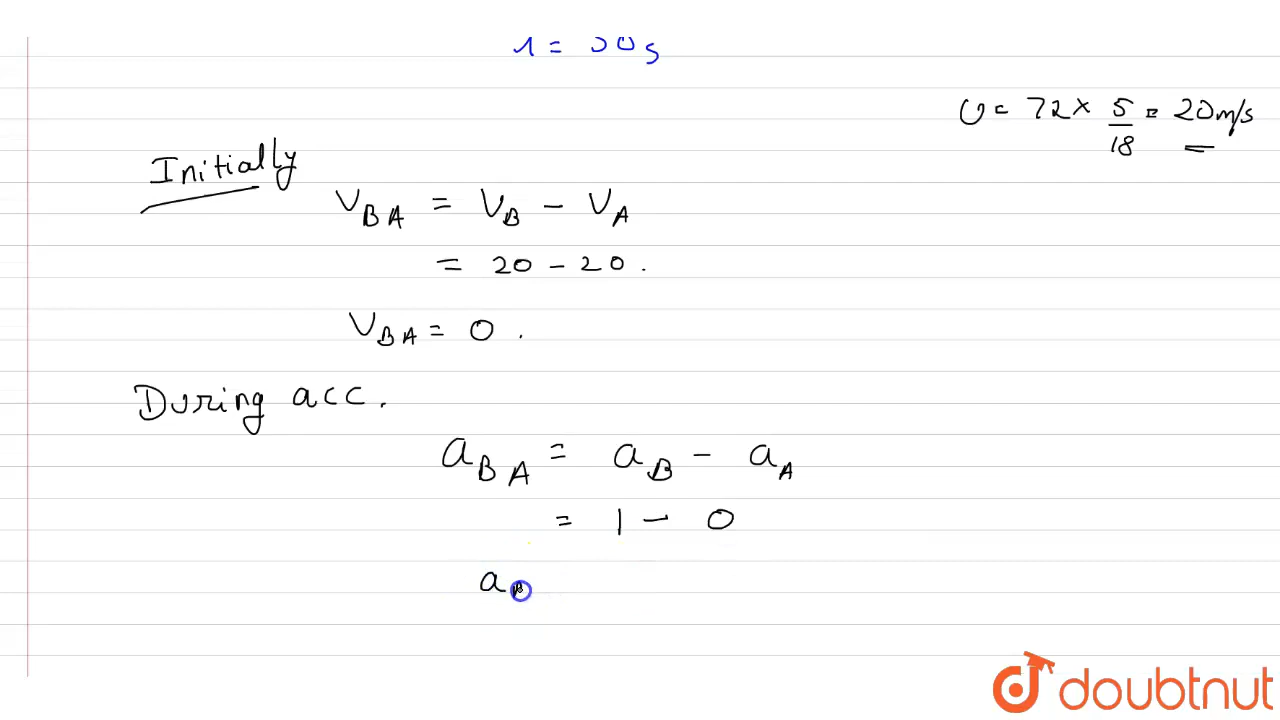 υ = 72 × 5/18 = 20 m/s
Initially
V_BA = V_B - V_A
= 20 - 20.
V_BA = 0.
During acc.
a_BA = a_B - a_A
= 1 - 0
a
doubtnut